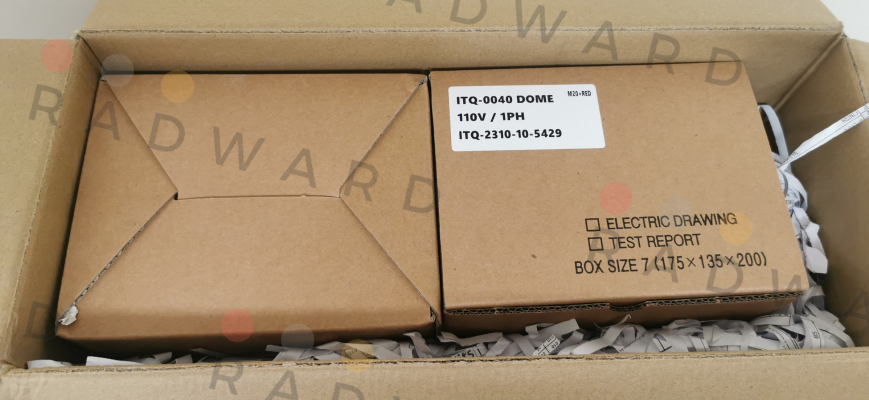 RADWARD
RADWARD
ITQ-0040 DOME M20+RED
110V / 1PH
ITQ-2310-10-5429
☐ ELECTRIC DRAWING
☐ TEST REPORT
BOX SIZE 7 (175×135×200)
RADWARD
RADWARD